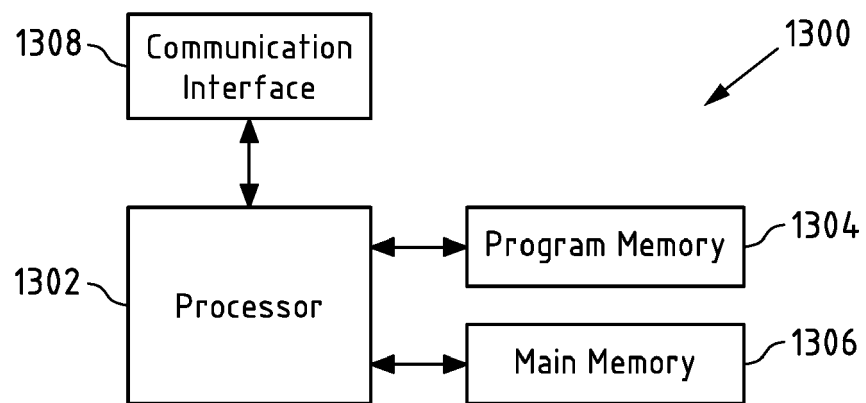 1308
Communication
Interface
1300
1302
Processor
Program Memory
1304
Main Memory
1306